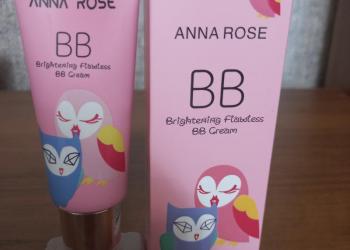 ANNA ROSE
BB
Brightening Flawless
BB Cream
ANNA ROSE
BB
Brightening Flawless
BB Cream